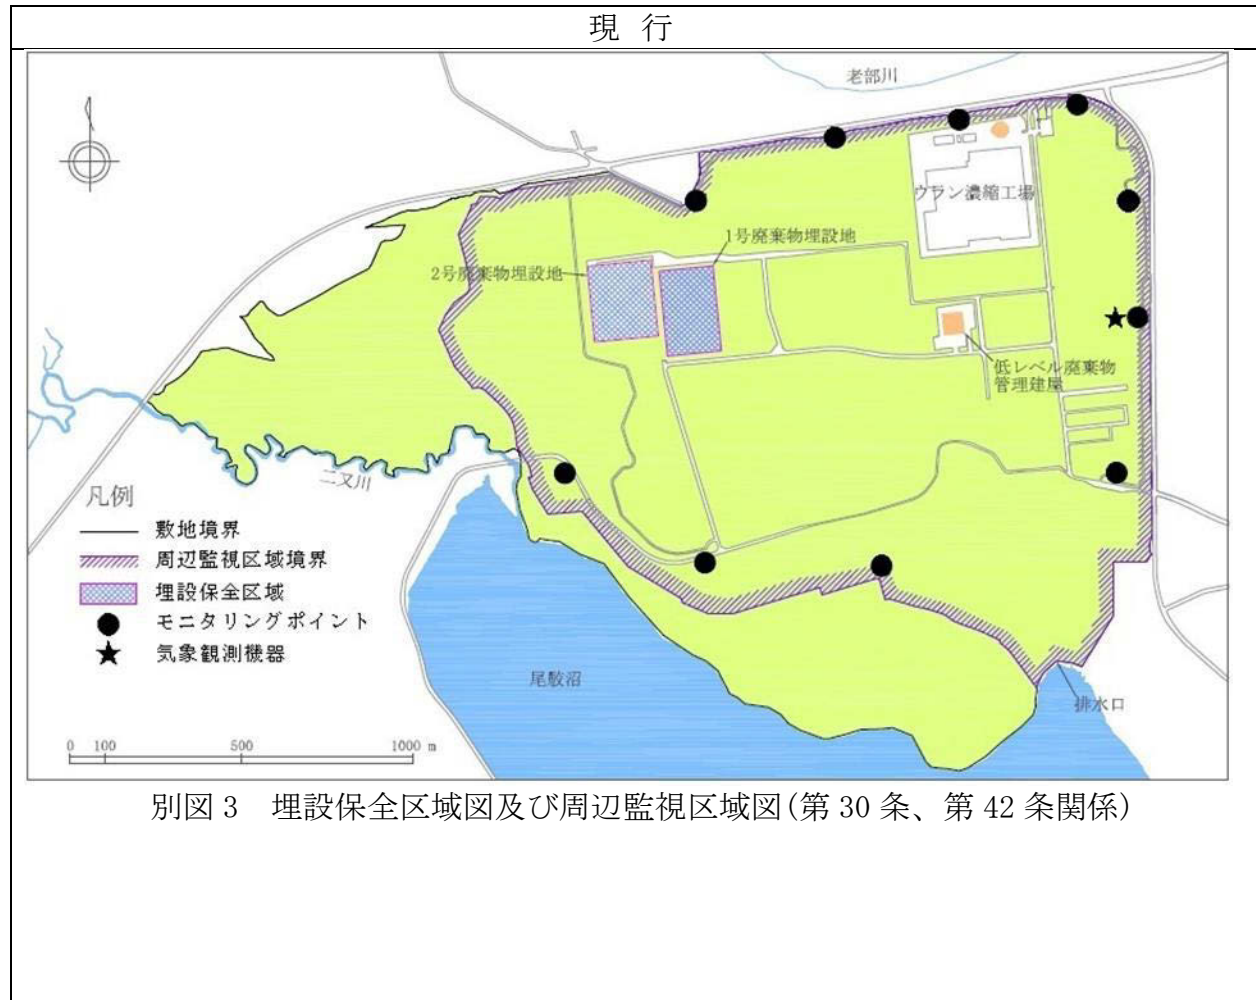 現 行
老部川
ウラン濃縮工場
1号廃棄物埋設地
2号廃棄物埋設地
低レベル廃棄物
管理建屋
二又川
凡例
敷地境界
周辺監視区域境界
埋設保全区域
モニタリングポイント
気象観測機器
尾駮沼
排水口
0 100 500 1000 m
別図 3 埋設保全区域図及び周辺監視区域図(第 30 条、第 42 条関係)